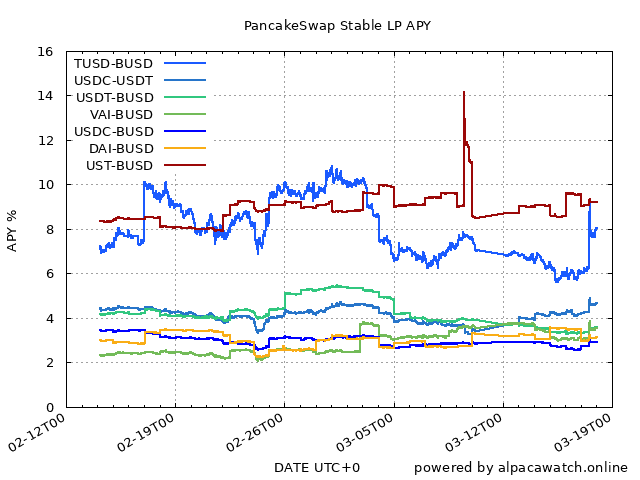 PancakeSwap Stable LP APY
16
14
12
10
8
6
4
2
0
APY %
TUSD-BUSD
USDC-USDT
USDT-BUSD
VAI-BUSD
USDC-BUSD
DAI-BUSD
UST-BUSD
02-12T00
02-19T00
02-26T00
03-05T00
03-12T00
03-19T00
DATE UTC+0
powered by alpacawatch.online